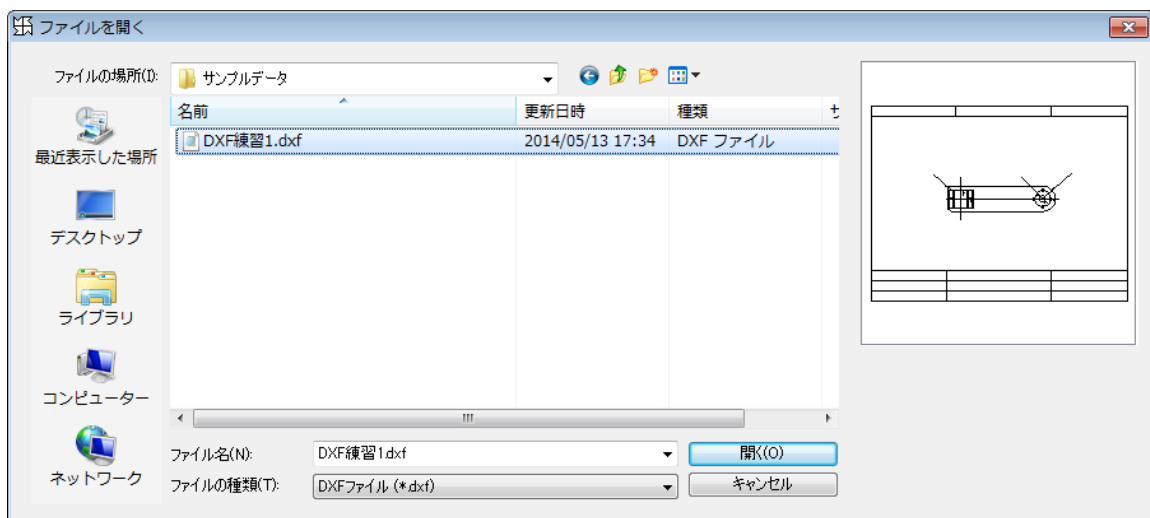 ファイルを開く
ファイルの場所(I):
サンプルデータ
名前
更新日時
種類
サ
DXF練習1.dxf
2014/05/13 17:34
DXF ファイル
最近表示した場所
デスクトップ
ライブラリ
コンピューター
ネットワーク
ファイル名(N):
DXF練習1.dxf
開く(O)
ファイルの種類(T):
DXFファイル (*.dxf)
キャンセル